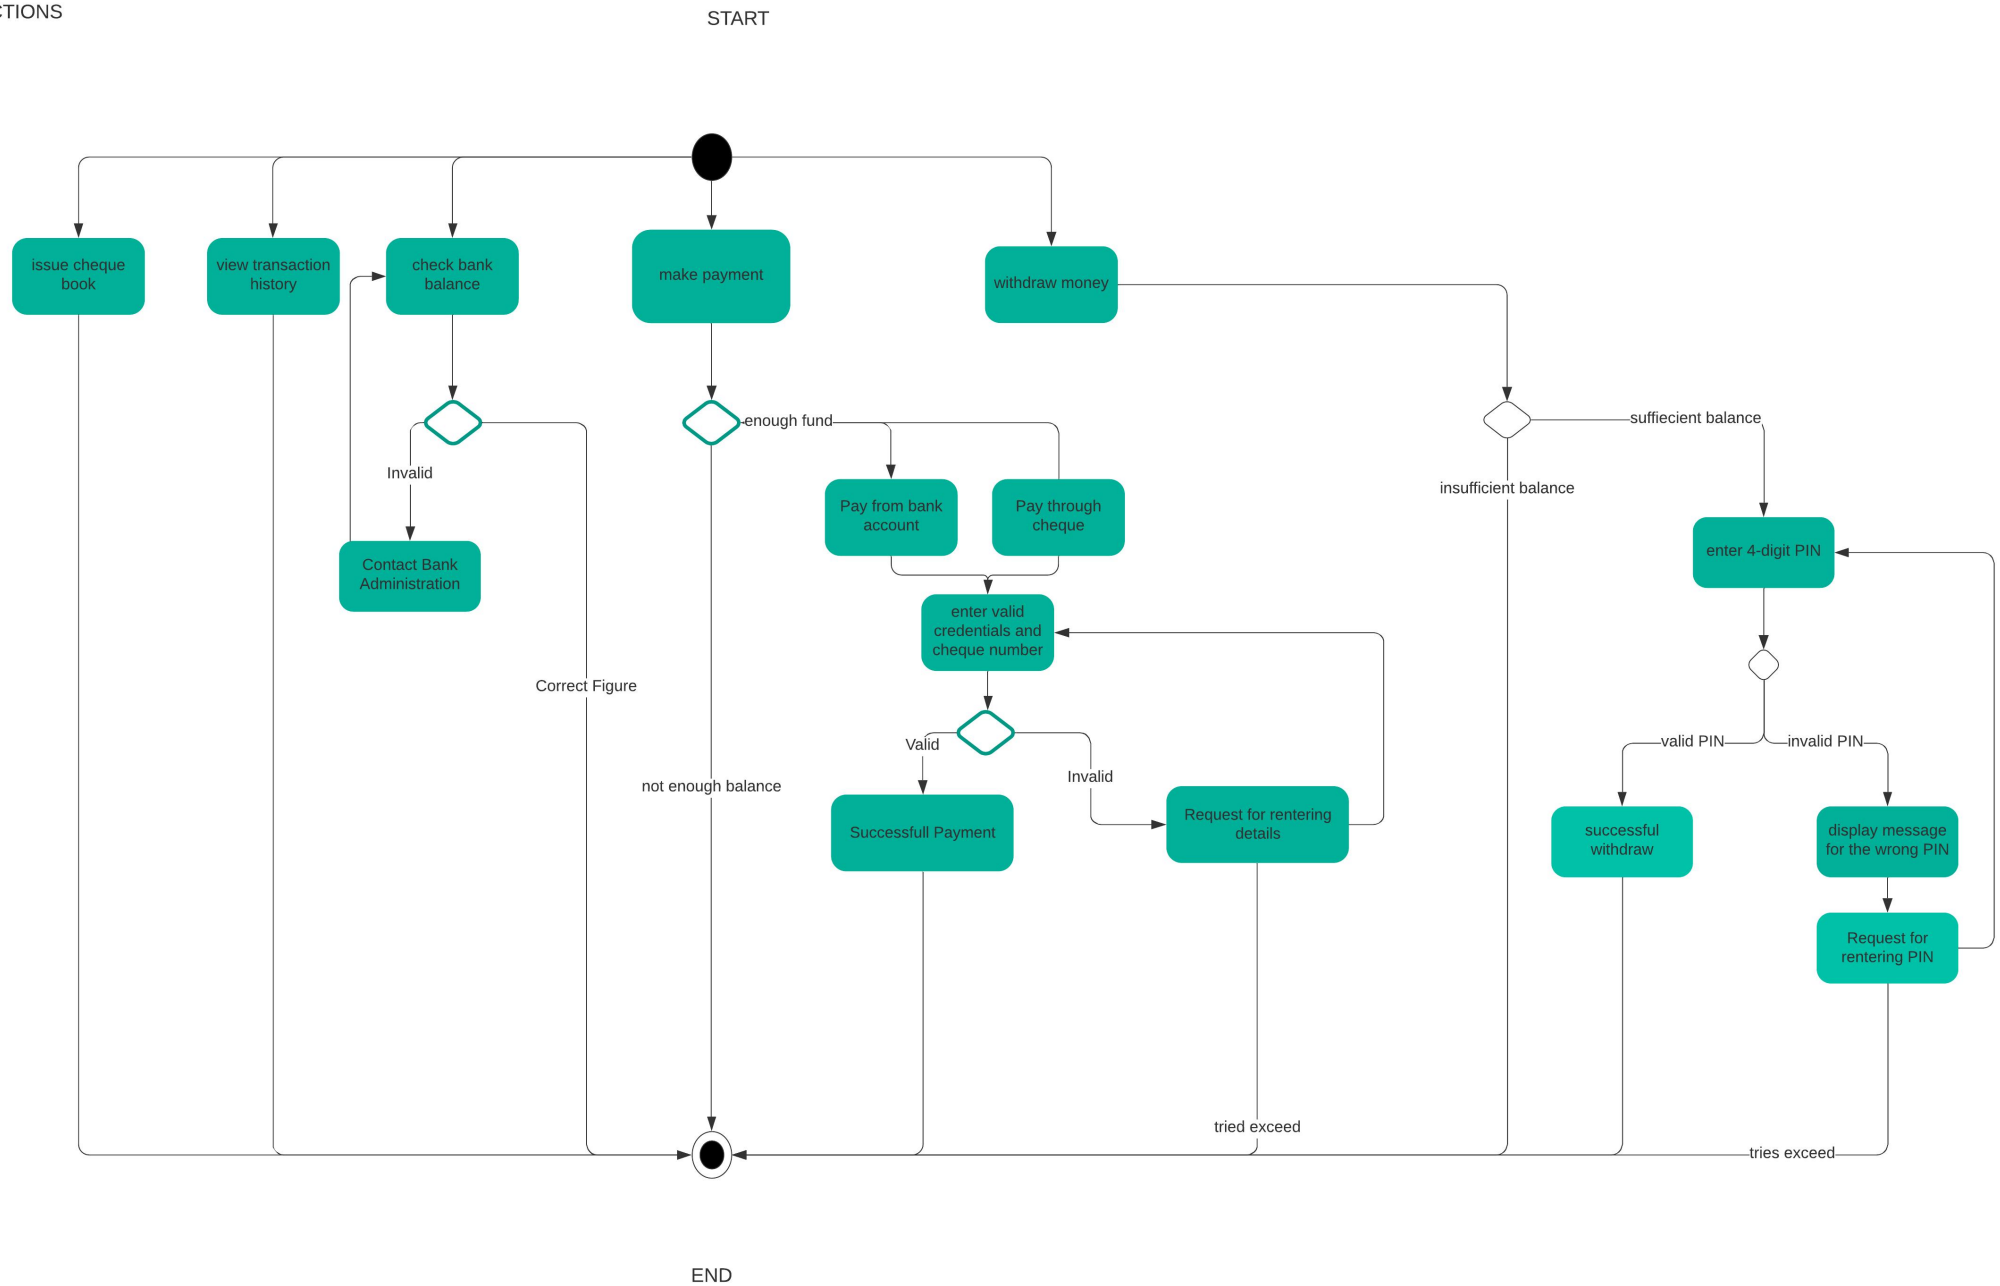 CTIONS
START
issue cheque
book
view transaction
history
check bank
balance
make payment
withdraw money
enough fund
suffiecient balance
Invalid
insufficient balance
Pay from bank
account
Pay through
cheque
enter 4-digit PIN
Contact Bank
Administration
enter valid
credentials and
cheque number
Correct Figure
Valid
valid PIN
invalid PIN
not enough balance
Invalid
Successfull Payment
Request for rentering
details
successful
withdraw
display message
for the wrong PIN
Request for
rentering PIN
tried exceed
tries exceed
END